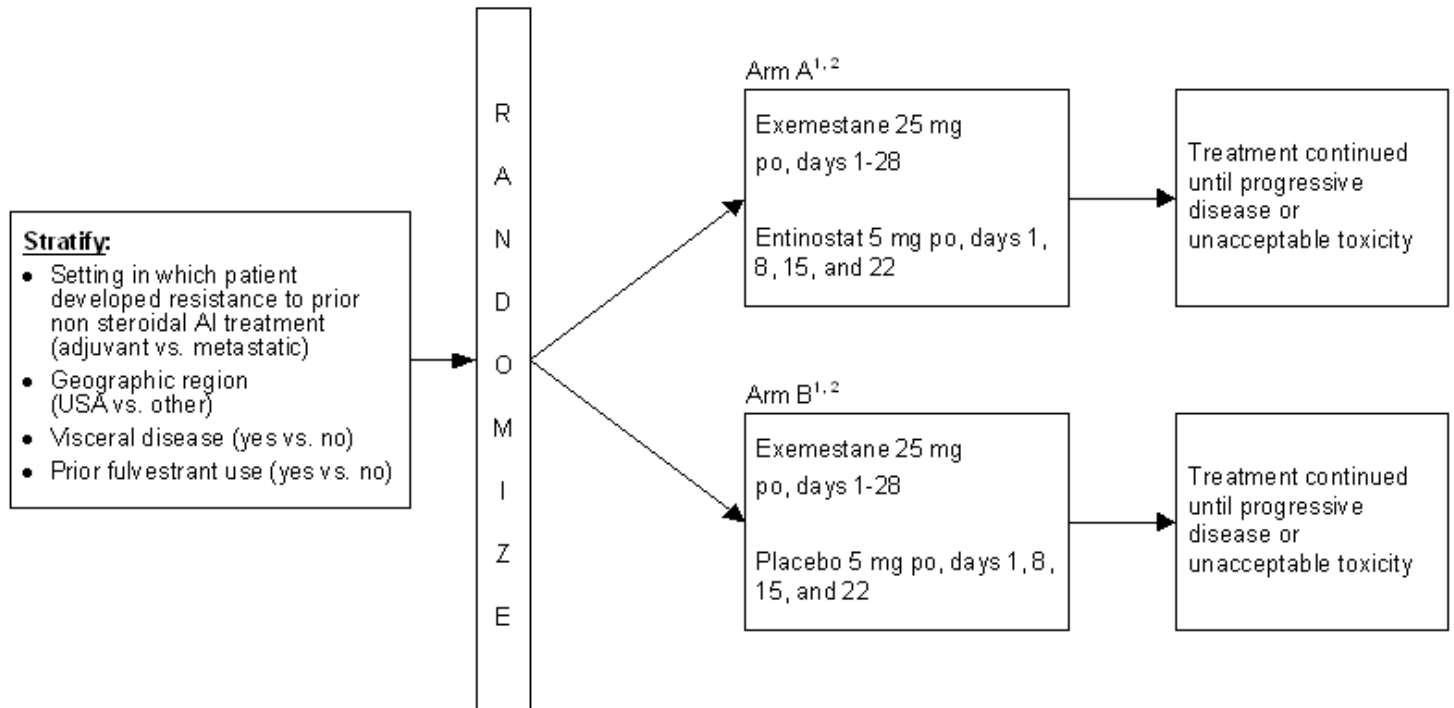 Stratify:
• Setting in which patient
developed resistance to prior
non steroidal AI treatment
(adjuvant vs. metastatic)
• Geographic region
(USA vs. other)
• Visceral disease (yes vs. no)
• Prior fulvestrant use (yes vs. no)
R
A
N
D
O
M
I
Z
E
Arm A1, 2
Exemestane 25 mg
po, days 1-28
Entinostat 5 mg po, days 1,
8, 15, and 22
Treatment continued
until progressive
disease or
unacceptable toxicity
Arm B1, 2
Exemestane 25 mg
po, days 1-28
Placebo 5 mg po, days 1, 8,
15, and 22
Treatment continued
until progressive
disease or
unacceptable toxicity